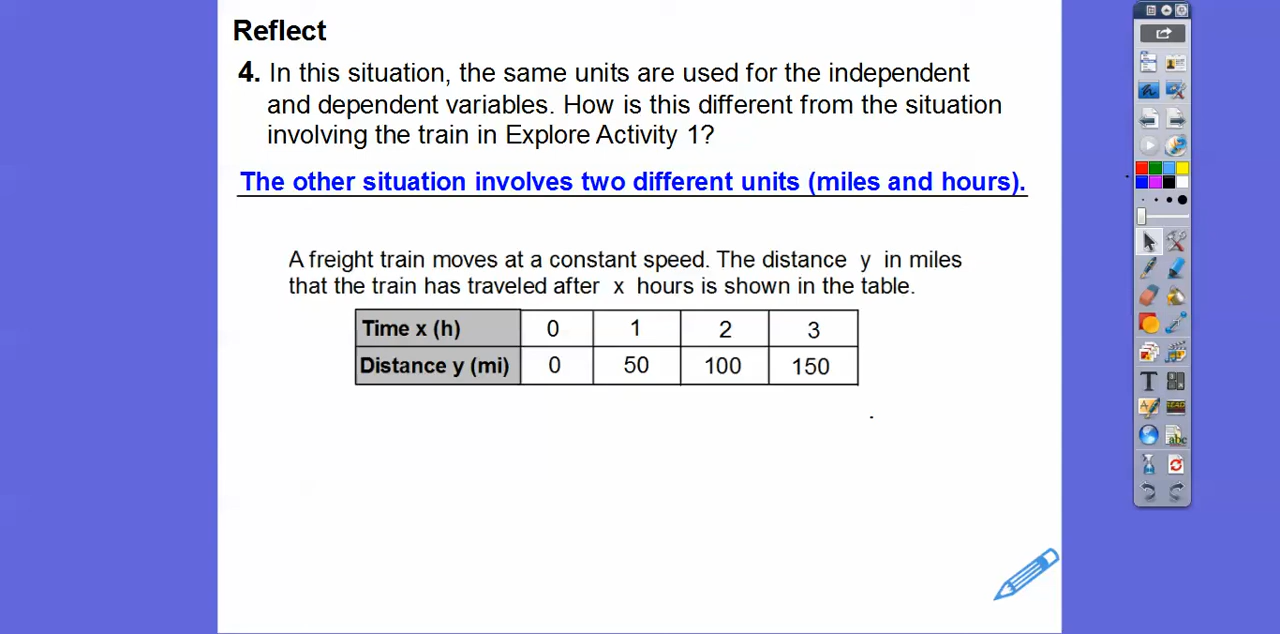 Reflect
4. In this situation, the same units are used for the independent
and dependent variables. How is this different from the situation
involving the train in Explore Activity 1?
The other situation involves two different units (miles and hours).
A freight train moves at a constant speed. The distance y in miles
that the train has traveled after x hours is shown in the table.
Time x (h) 0 1 2 3
Distance y (mi) 0 50 100 150